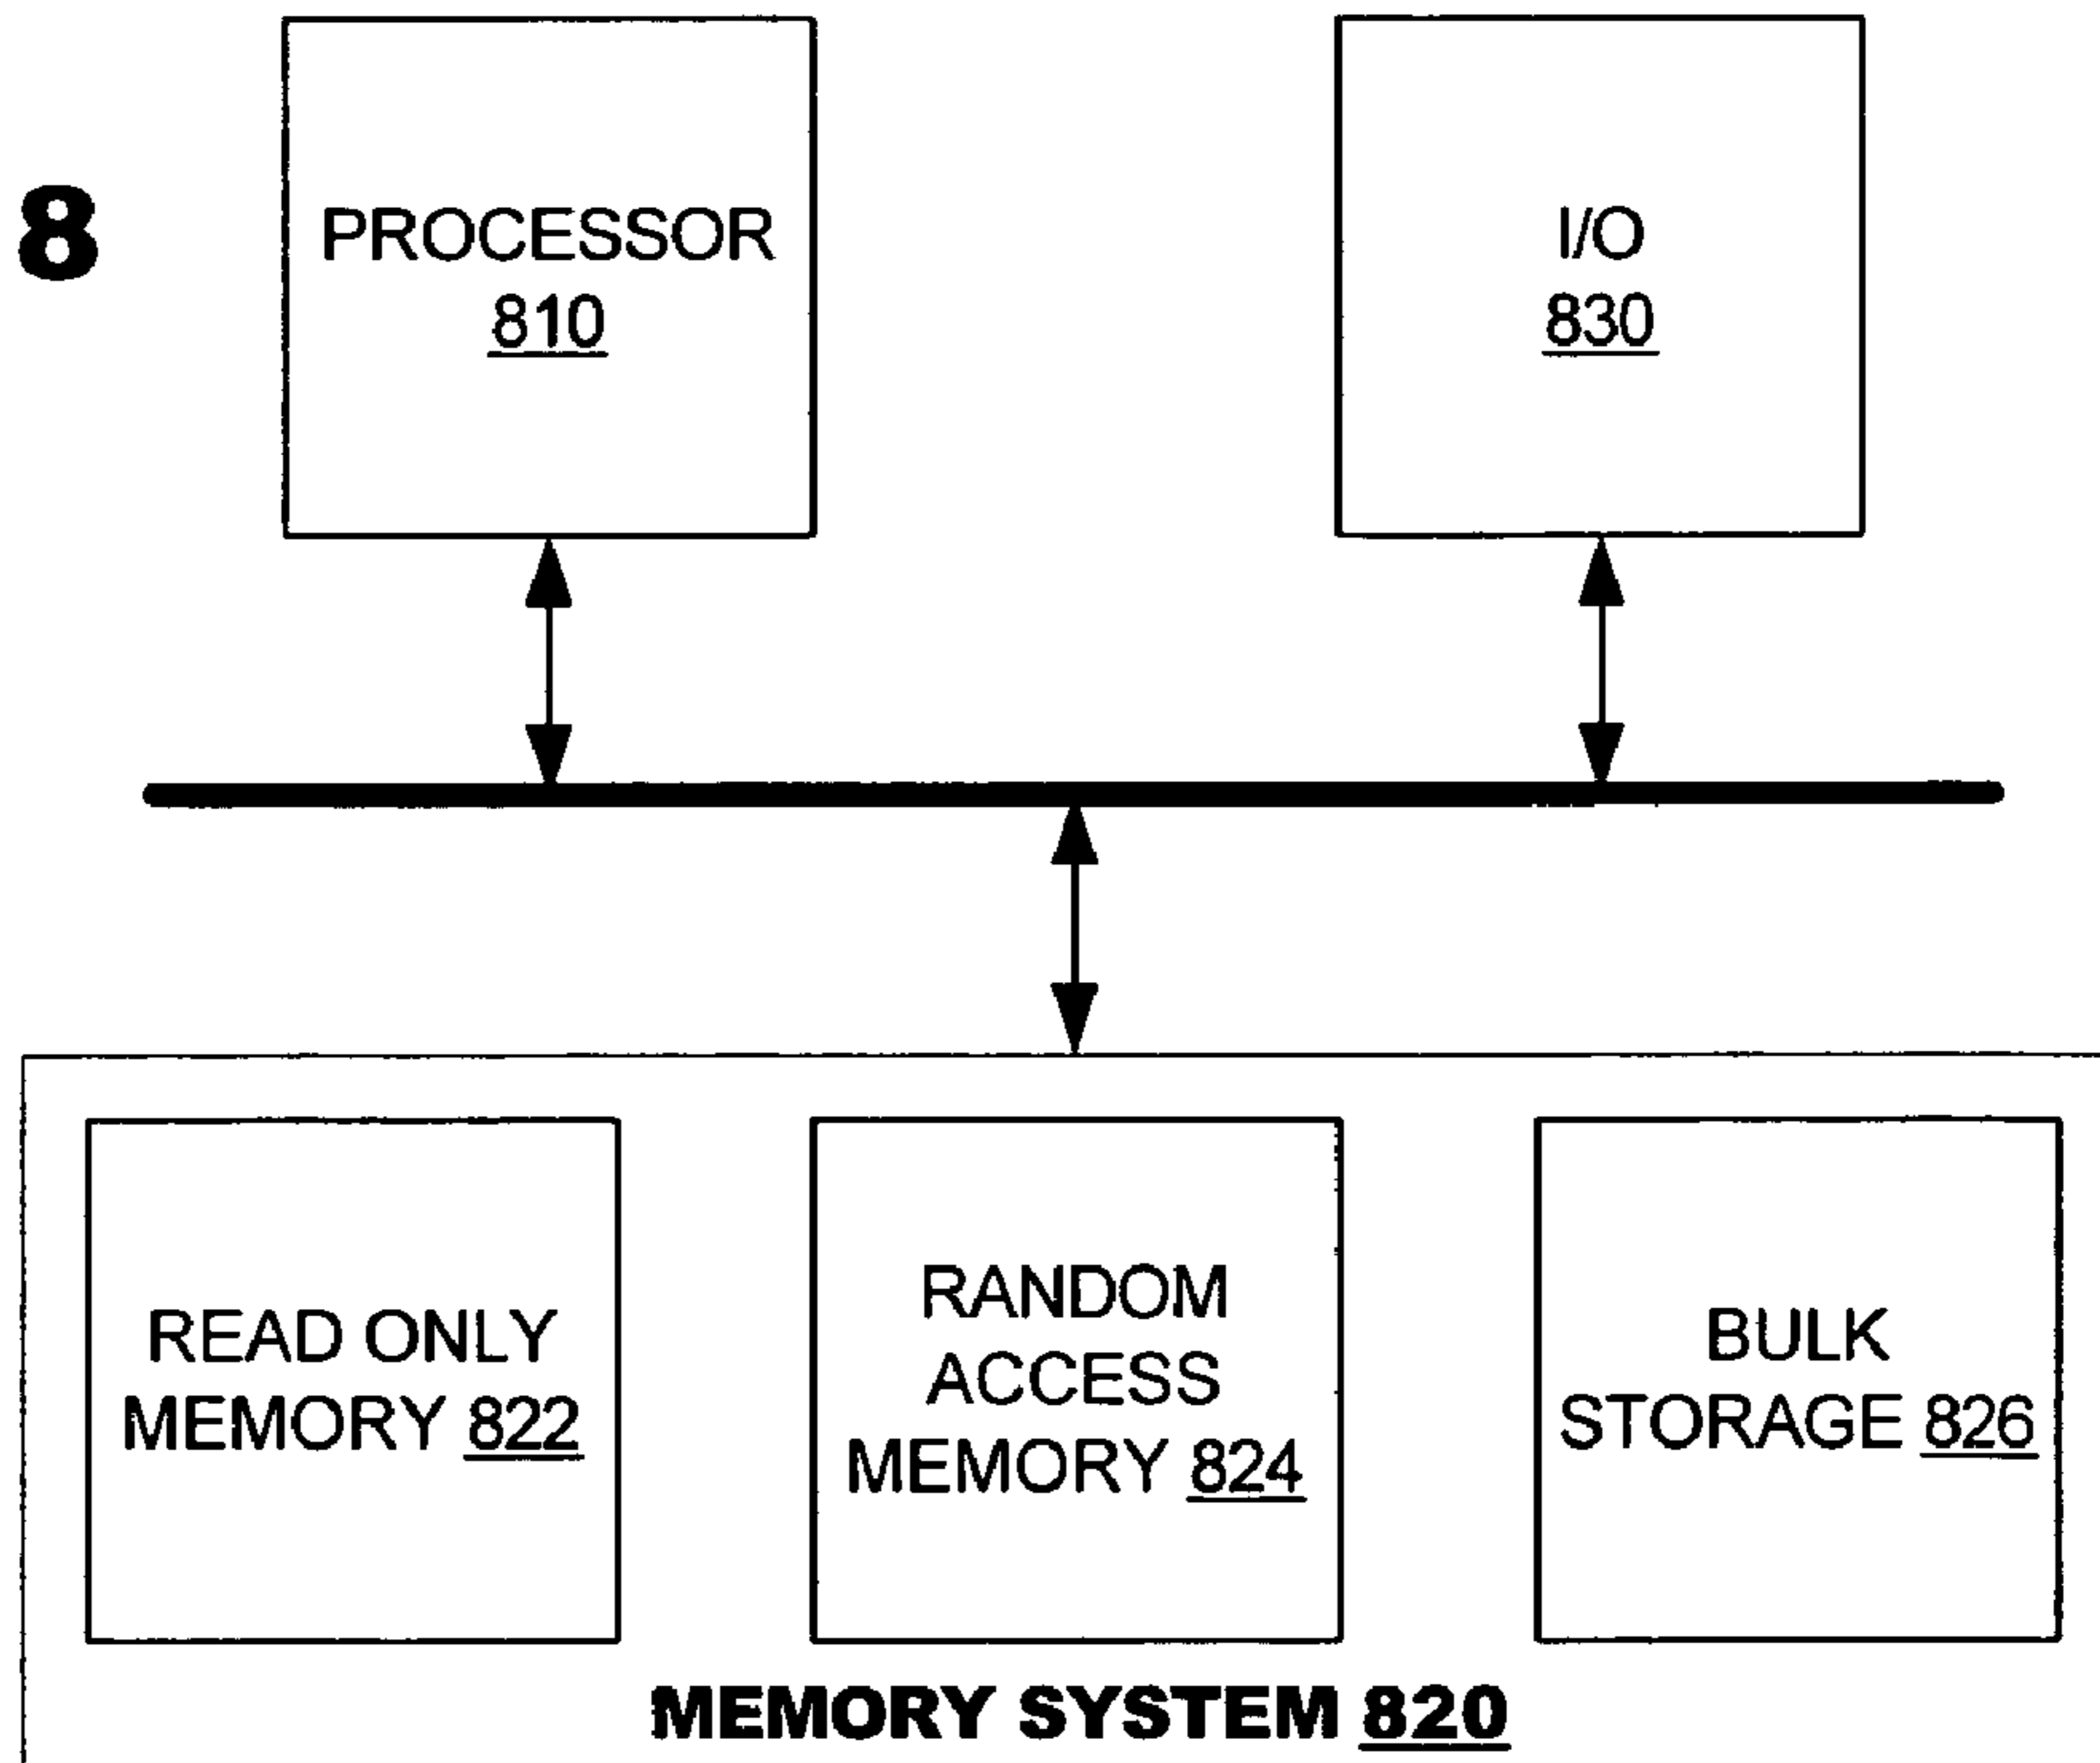 8
PROCESSOR
810
I/O
830
READ ONLY
MEMORY 822
RANDOM
ACCESS
MEMORY 824
BULK
STORAGE 826
MEMORY SYSTEM 820